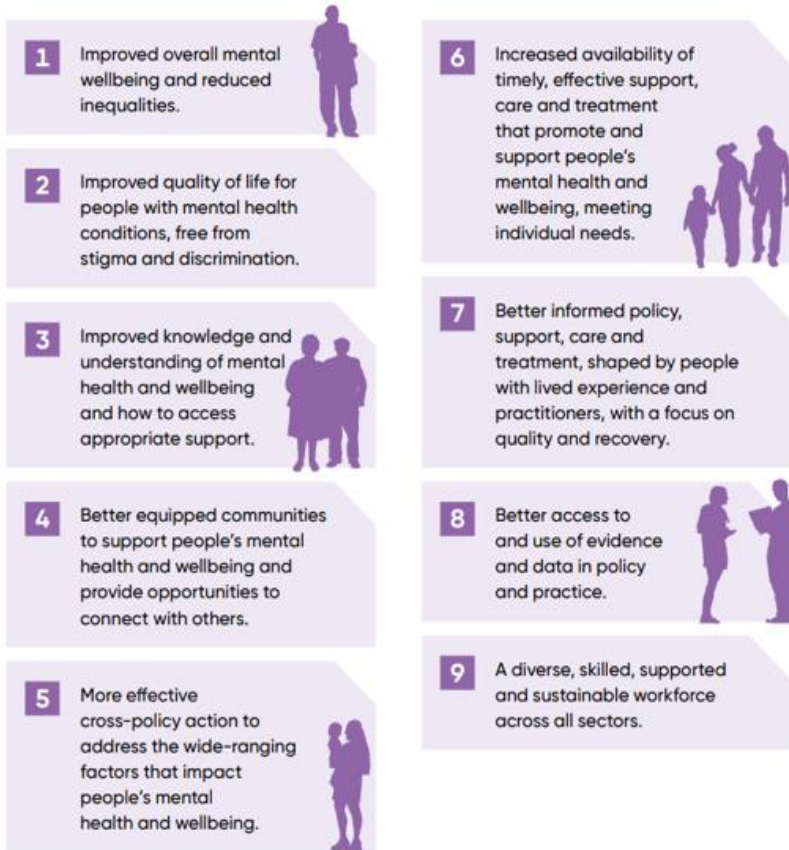 1 Improved overall mental
wellbeing and reduced
inequalities.
2 Improved quality of life for
people with mental health
conditions, free from
stigma and discrimination.
3 Improved knowledge and
understanding of mental
health and wellbeing
and how to access
appropriate support.
4 Better equipped communities
to support people's mental
health and wellbeing and
provide opportunities to
connect with others.
5 More effective
cross-policy action to
address the wide-ranging
factors that impact
people's mental
health and wellbeing.
6 Increased availability of
timely, effective support,
care and treatment
that promote and
support people's
mental health and
wellbeing, meeting
individual needs.
7 Better informed policy,
support, care and
treatment, shaped by people
with lived experience and
practitioners, with a focus on
quality and recovery.
8 Better access to
and use of evidence
and data in policy
and practice.
9 A diverse, skilled, supported
and sustainable workforce
across all sectors.